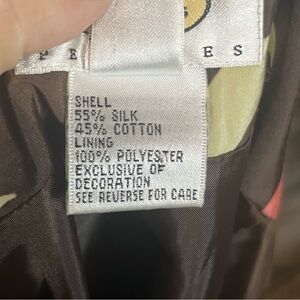 P E T I T E S
SHELL
55% SILK
45% COTTON
LINING
100% POLYESTER
EXCLUSIVE OF
DECORATION
SEE REVERSE FOR CARE